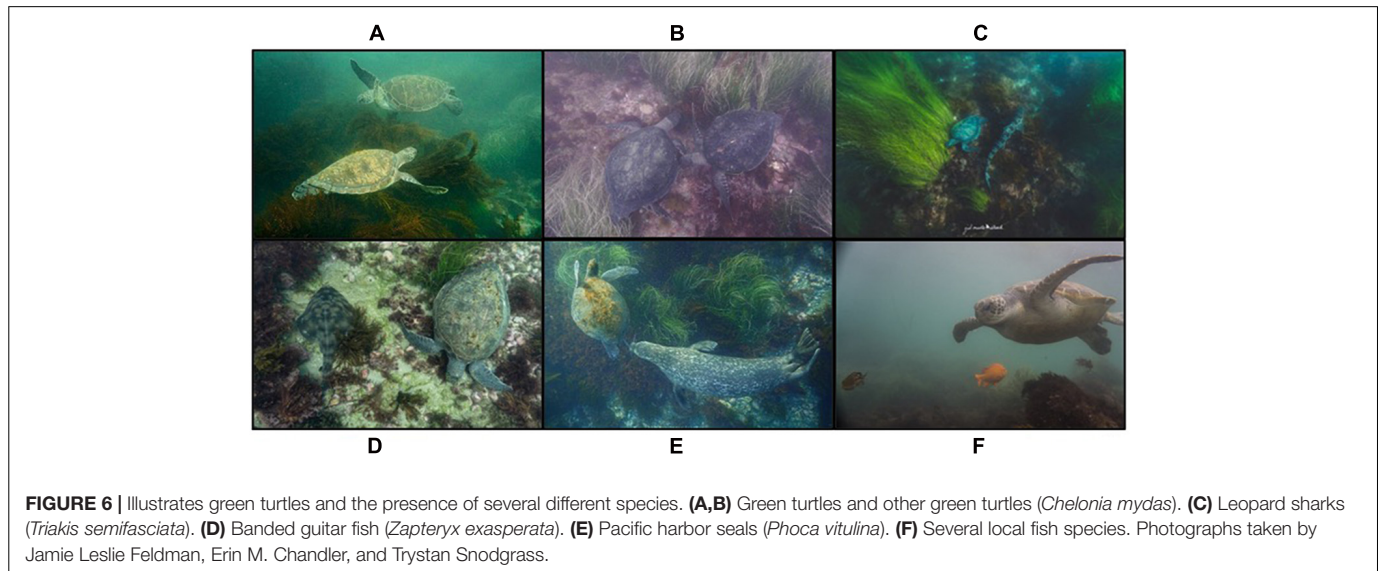 A B C
D E F
FIGURE 6 | Illustrates green turtles and the presence of several different species. (A,B) Green turtles and other green turtles (Chelonia mydas). (C) Leopard sharks
(Triakis semifasciata). (D) Banded guitar fish (Zapteryx exasperata). (E) Pacific harbor seals (Phoca vitulina). (F) Several local fish species. Photographs taken by
Jamie Leslie Feldman, Erin M. Chandler, and Trystan Snodgrass.